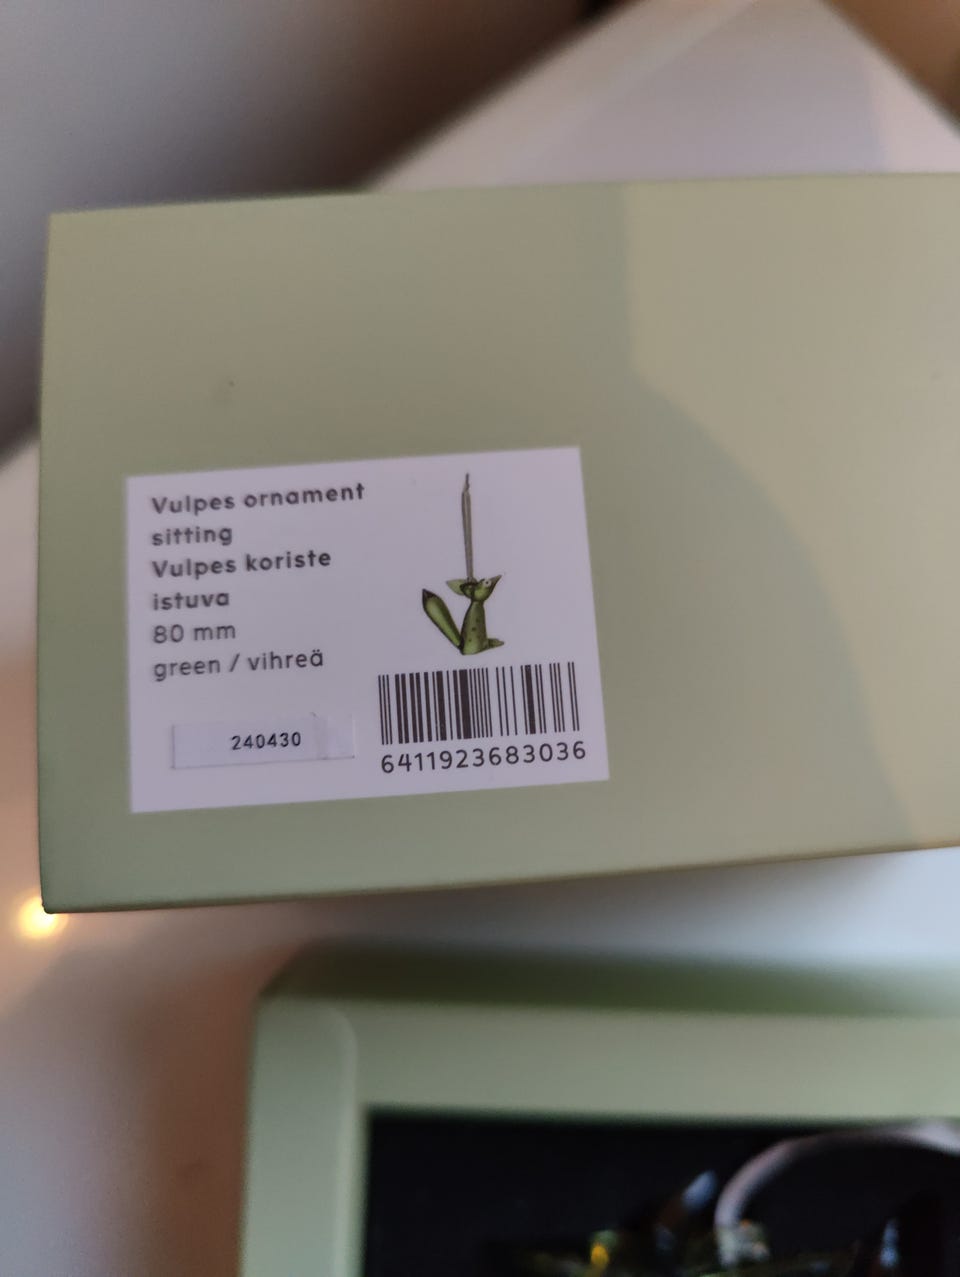 Vulpes ornament
sitting
Vulpes koriste
istuva
80 mm
green / vihreä
240430
6411923683036